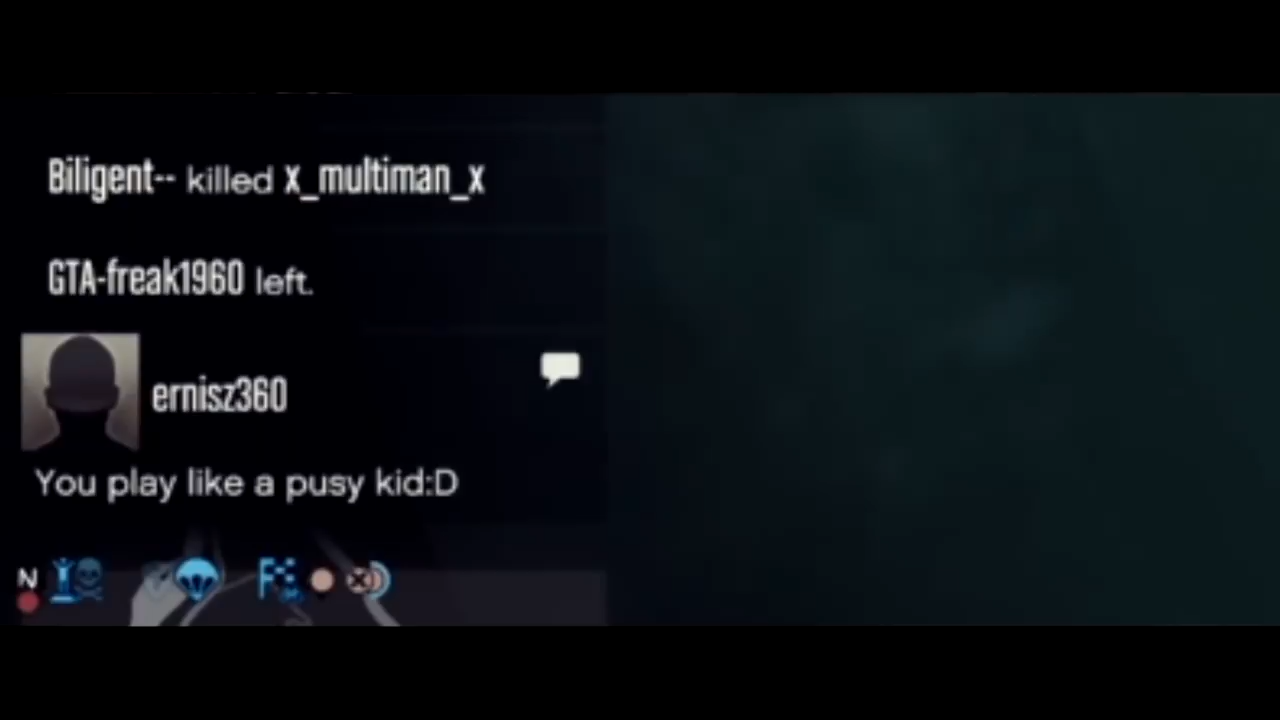 Biligent-- killed x_multiman_x
GTA-freak1960 left.
ernisz360
You play like a pusy kid:D
N